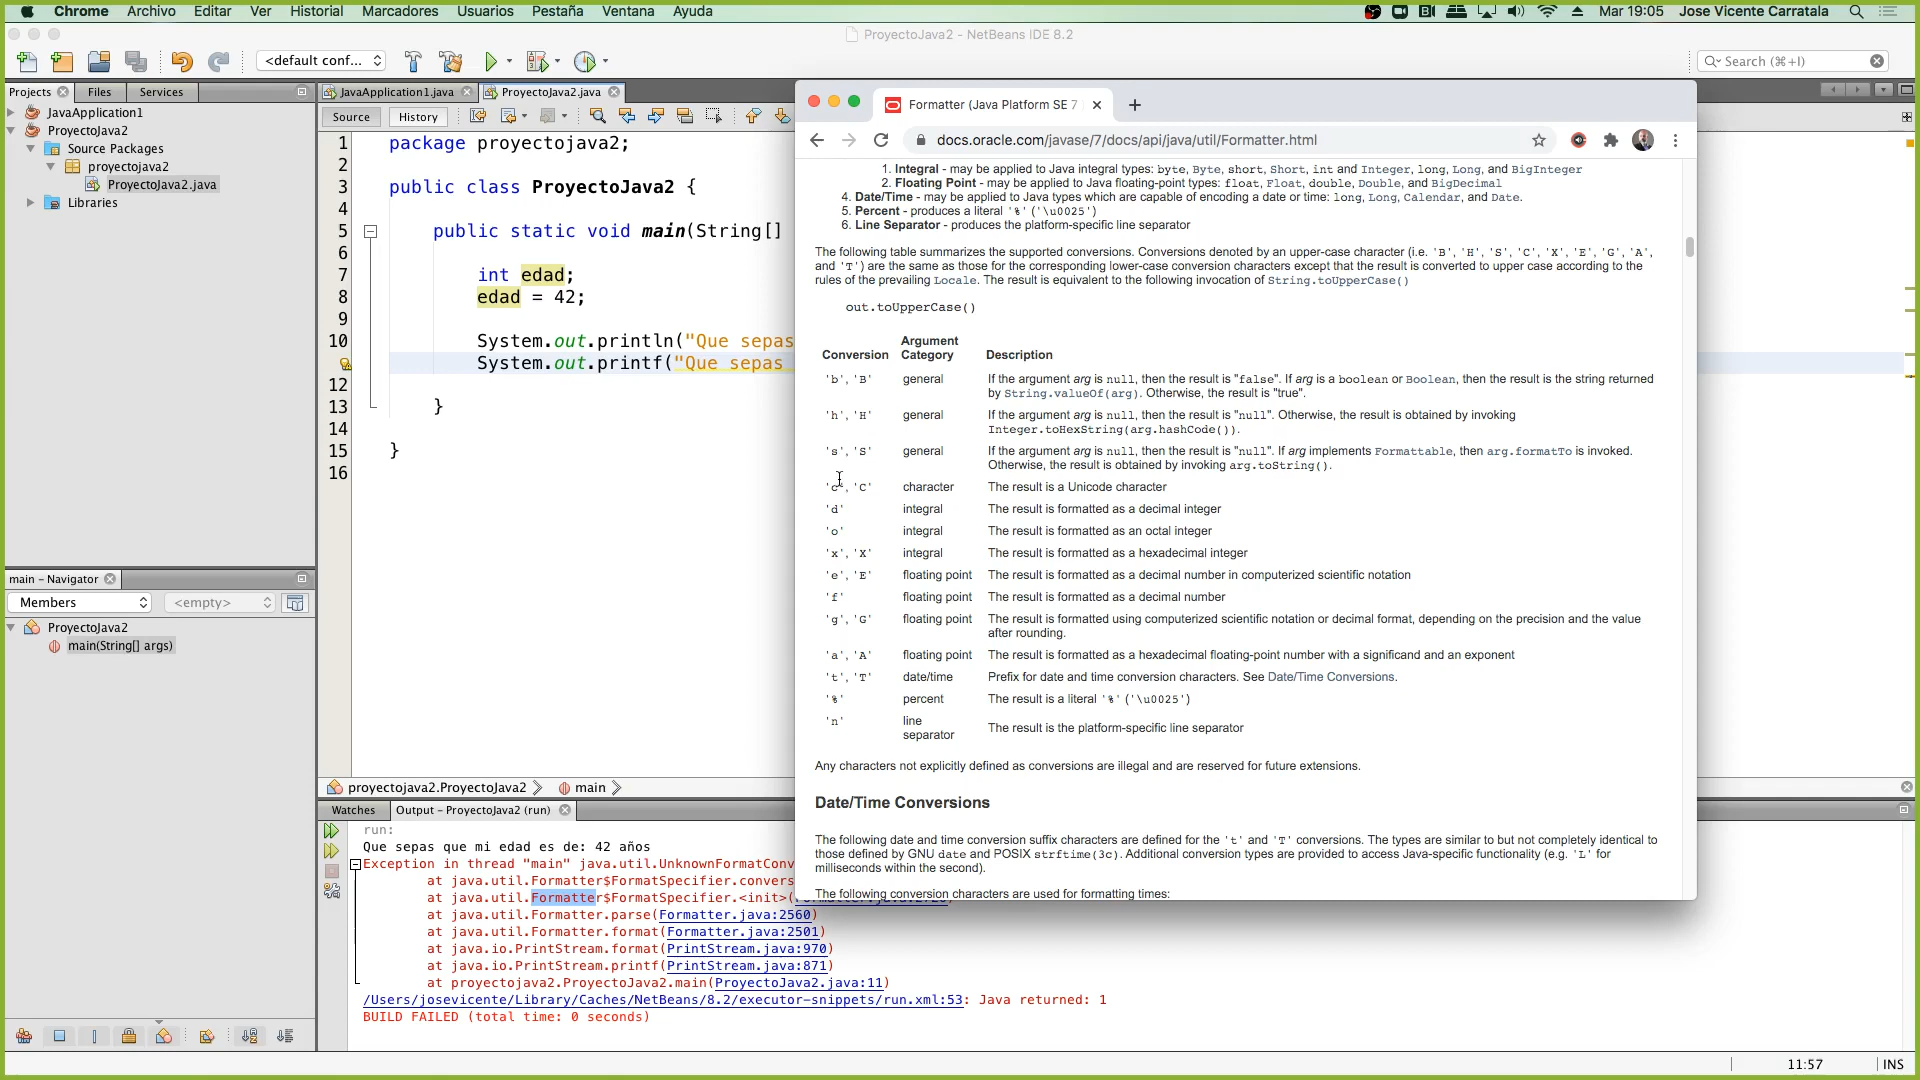 Chrome Archivo Editar Ver Historial Marcadores Usuarios Pestaña Ventana Ayuda Mar 19:05 Jose Vicente Carratala
ProyectoJava2 - NetBeans IDE 8.2
<default conf... Search (⌘+I)
Projects Files Services
JavaApplication1
ProyectoJava2
Source Packages
proyectojava2
ProyectoJava2.java
Libraries
main – Navigator
Members <empty>
ProyectoJava2
main(String[] args)
JavaApplication1.java ProyectoJava2.java
Source History
1 package proyectojava2;
2
3 public class ProyectoJava2 {
4
5 public static void main(String[]
6
7 int edad;
8 edad = 42;
9
10 System.out.println("Que sepas
System.out.printf("Que sepas
12
13 }
14
15 }
16
proyectojava2.ProyectoJava2 main
Watches Output – ProyectoJava2 (run)
run:
Que sepas que mi edad es de: 42 años
Exception in thread "main" java.util.UnknownFormatConv
at java.util.Formatter$FormatSpecifier.convers
at java.util.Formatter$FormatSpecifier.<init>(
at java.util.Formatter.parse(Formatter.java:2560)
at java.util.Formatter.format(Formatter.java:2501)
at java.io.PrintStream.format(PrintStream.java:970)
at java.io.PrintStream.printf(PrintStream.java:871)
at proyectojava2.ProyectoJava2.main(ProyectoJava2.java:11)
/Users/josevicente/Library/Caches/NetBeans/8.2/executor-snippets/run.xml:53: Java returned: 1
BUILD FAILED (total time: 0 seconds)
11:57 INS
Formatter (Java Platform SE 7
docs.oracle.com/javase/7/docs/api/java/util/Formatter.html
1. Integral - may be applied to Java integral types: byte, Byte, short, Short, int and Integer, long, Long, and BigInteger
2. Floating Point - may be applied to Java floating-point types: float, Float, double, Double, and BigDecimal
4. Date/Time - may be applied to Java types which are capable of encoding a date or time: long, Long, Calendar, and Date.
5. Percent - produces a literal '%' ('\u0025')
6. Line Separator - produces the platform-specific line separator
The following table summarizes the supported conversions. Conversions denoted by an upper-case character (i.e. 'B', 'H', 'S', 'C', 'X', 'E', 'G', 'A',
and 'T') are the same as those for the corresponding lower-case conversion characters except that the result is converted to upper case according to the
rules of the prevailing Locale. The result is equivalent to the following invocation of String.toUpperCase()
out.toUpperCase()
Conversion Argument Category Description
'b', 'B' general If the argument arg is null, then the result is "false". If arg is a boolean or Boolean, then the result is the string returned
by String.valueOf(arg). Otherwise, the result is "true".
'h', 'H' general If the argument arg is null, then the result is "null". Otherwise, the result is obtained by invoking
Integer.toHexString(arg.hashCode()).
's', 'S' general If the argument arg is null, then the result is "null". If arg implements Formattable, then arg.formatTo is invoked.
Otherwise, the result is obtained by invoking arg.toString().
'c', 'C' character The result is a Unicode character
'd' integral The result is formatted as a decimal integer
'o' integral The result is formatted as an octal integer
'x', 'X' integral The result is formatted as a hexadecimal integer
'e', 'E' floating point The result is formatted as a decimal number in computerized scientific notation
'f' floating point The result is formatted as a decimal number
'g', 'G' floating point The result is formatted using computerized scientific notation or decimal format, depending on the precision and the value
after rounding.
'a', 'A' floating point The result is formatted as a hexadecimal floating-point number with a significand and an exponent
't', 'T' date/time Prefix for date and time conversion characters. See Date/Time Conversions.
'%' percent The result is a literal '%' ('\u0025')
'n' line separator The result is the platform-specific line separator
Any characters not explicitly defined as conversions are illegal and are reserved for future extensions.
Date/Time Conversions
The following date and time conversion suffix characters are defined for the 't' and 'T' conversions. The types are similar to but not completely identical to
those defined by GNU date and POSIX strftime(3c). Additional conversion types are provided to access Java-specific functionality (e.g. 'L' for
milliseconds within the second).
The following conversion characters are used for formatting times: